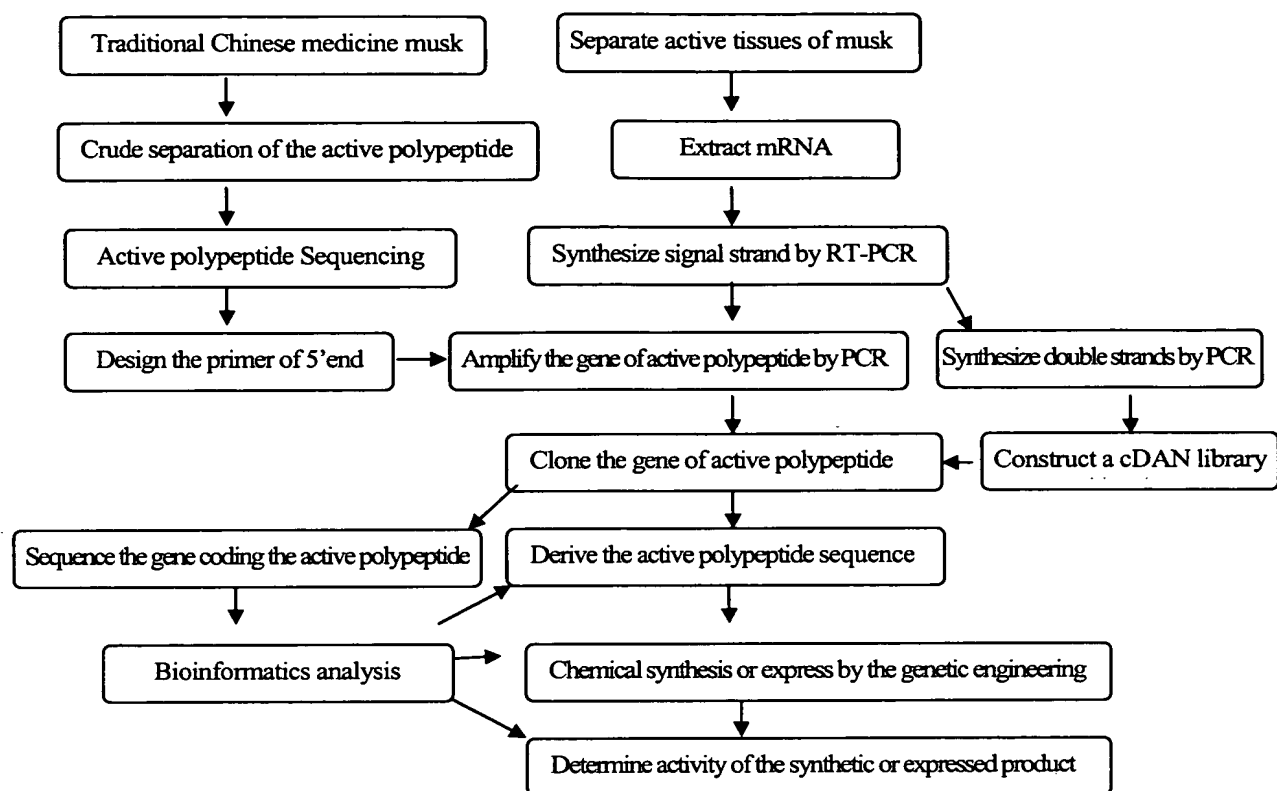 Traditional Chinese medicine musk
Separate active tissues of musk
Crude separation of the active polypeptide
Extract mRNA
Active polypeptide Sequencing
Synthesize signal strand by RT-PCR
Design the primer of 5'end
Amplify the gene of active polypeptide by PCR
Synthesize double strands by PCR
Clone the gene of active polypeptide
Construct a cDAN library
Sequence the gene coding the active polypeptide
Derive the active polypeptide sequence
Bioinformatics analysis
Chemical synthesis or express by the genetic engineering
Determine activity of the synthetic or expressed product